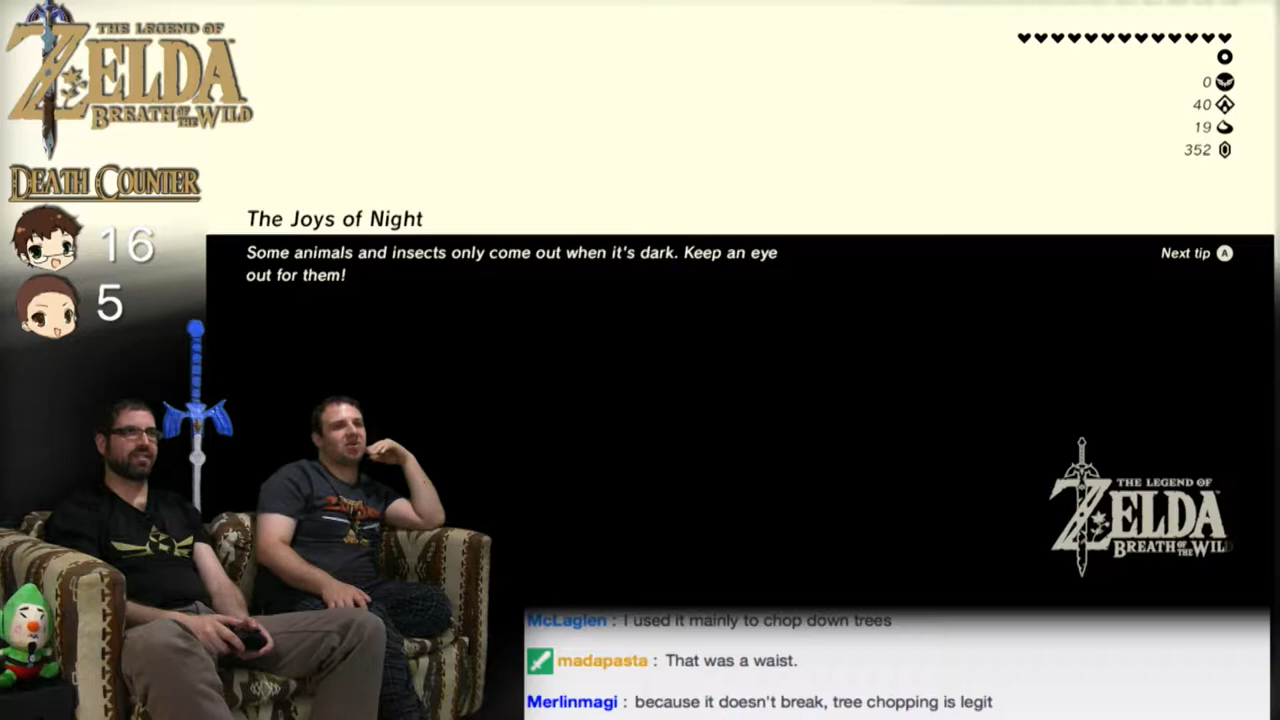 THE LEGEND OF
ZELDA
BREATH OF THE WILD
DEATH COUNTER
16
5
0
40
19
352
The Joys of Night
Some animals and insects only come out when it's dark. Keep an eye
out for them!
Next tip A
THE LEGEND OF
ZELDA
BREATH OF THE WILD
McLaglen : I used it mainly to chop down trees
madapasta : That was a waist.
Merlinmagi : because it doesn't break, tree chopping is legit